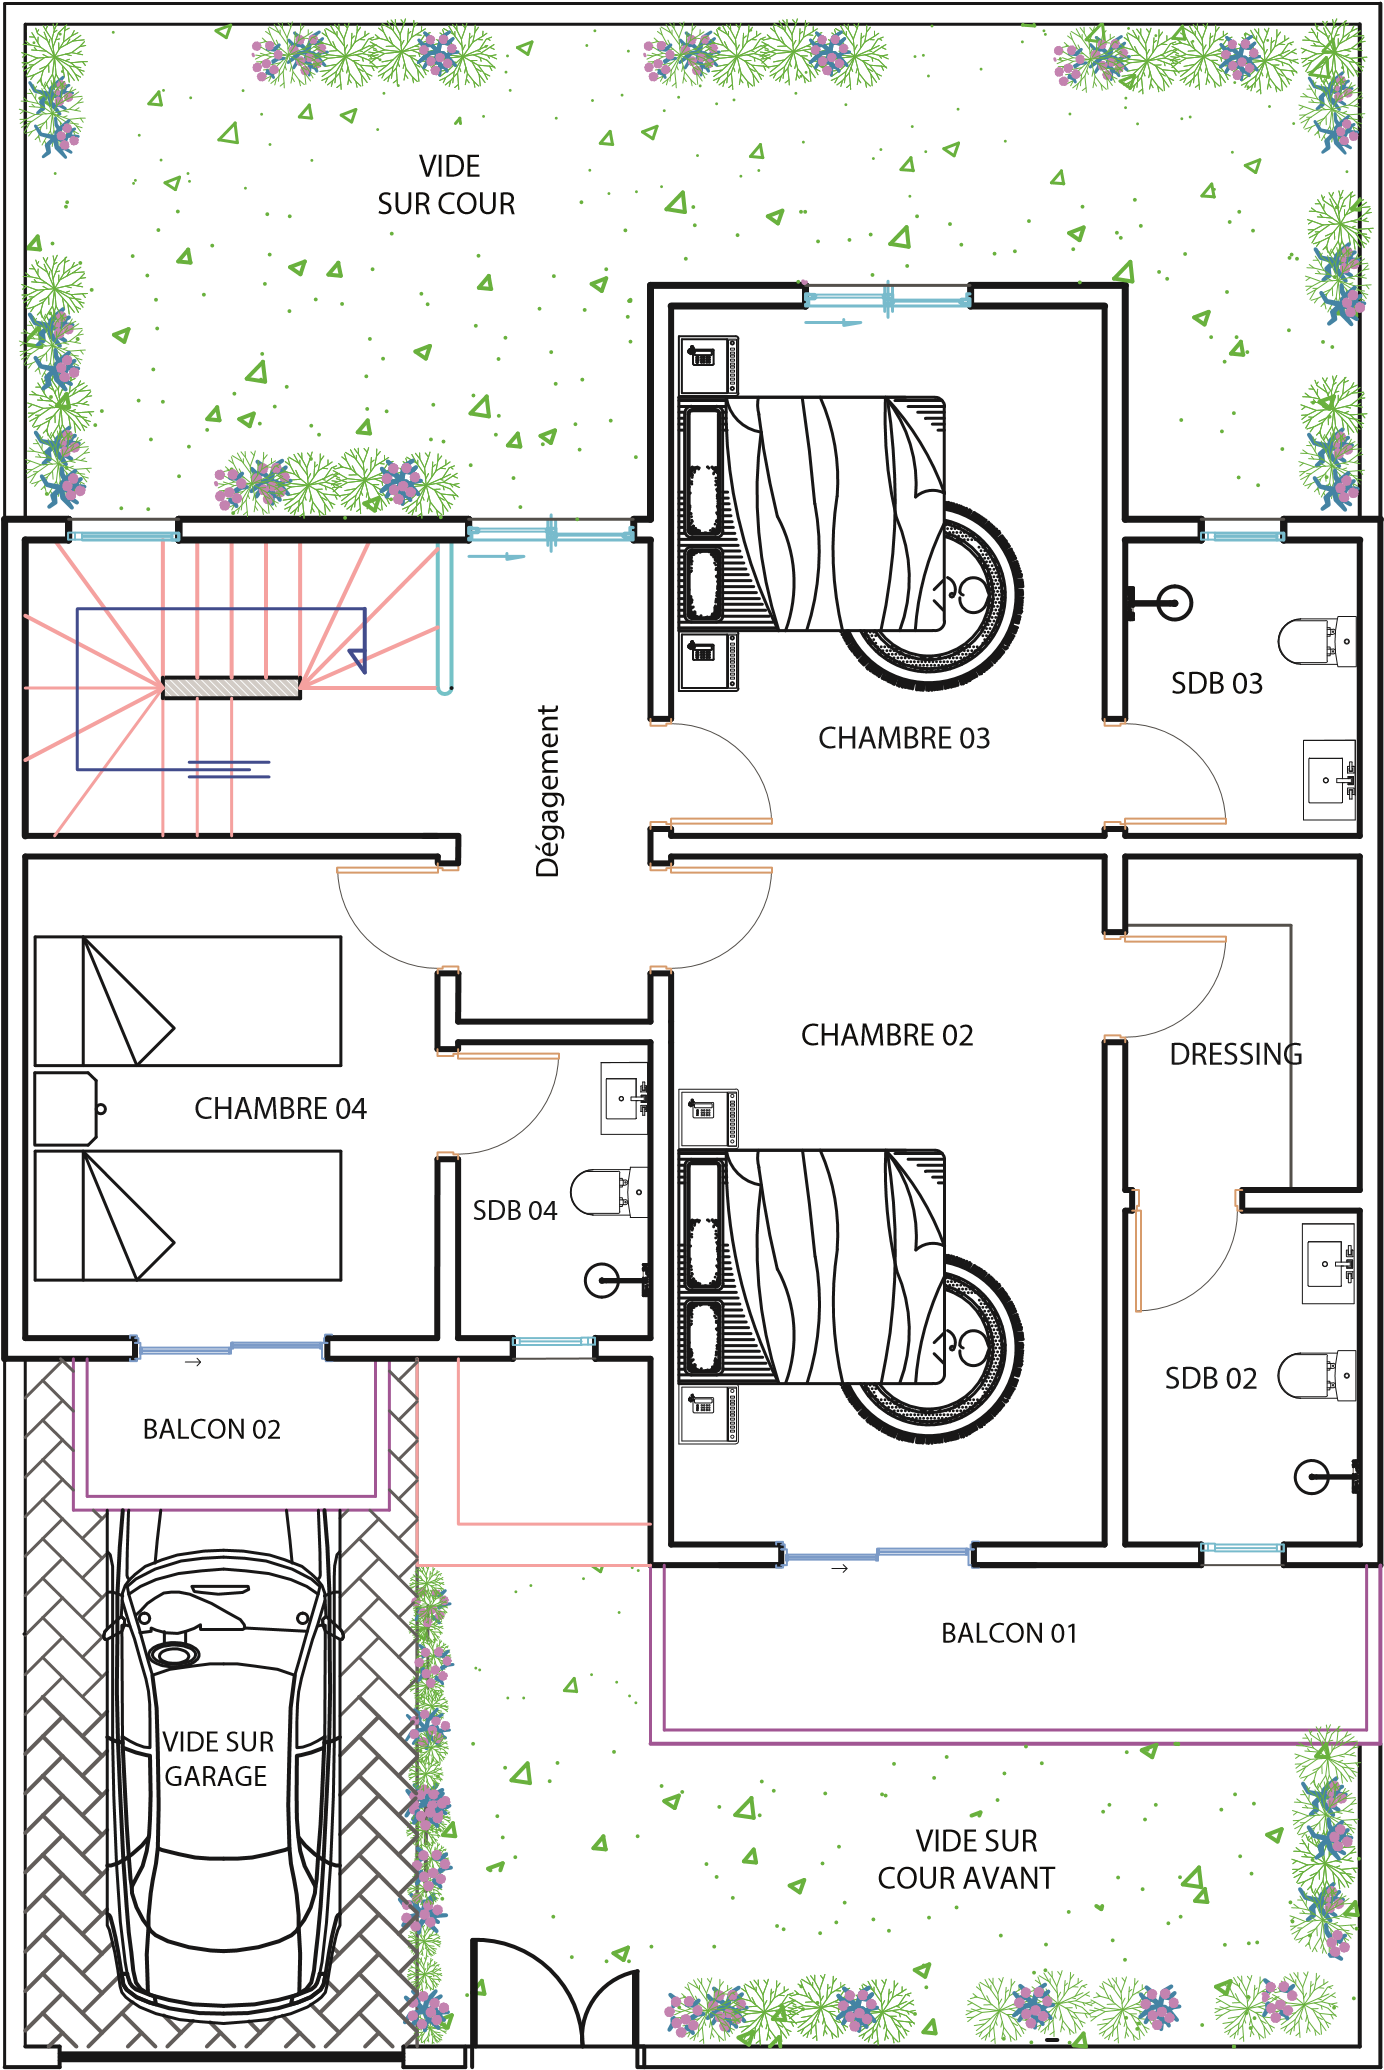 VIDE
SUR COUR
SDB 03
CHAMBRE 03
Dégagement
CHAMBRE 02
DRESSING
CHAMBRE 04
SDB 04
SDB 02
BALCON 02
BALCON 01
VIDE SUR
GARAGE
VIDE SUR
COUR AVANT